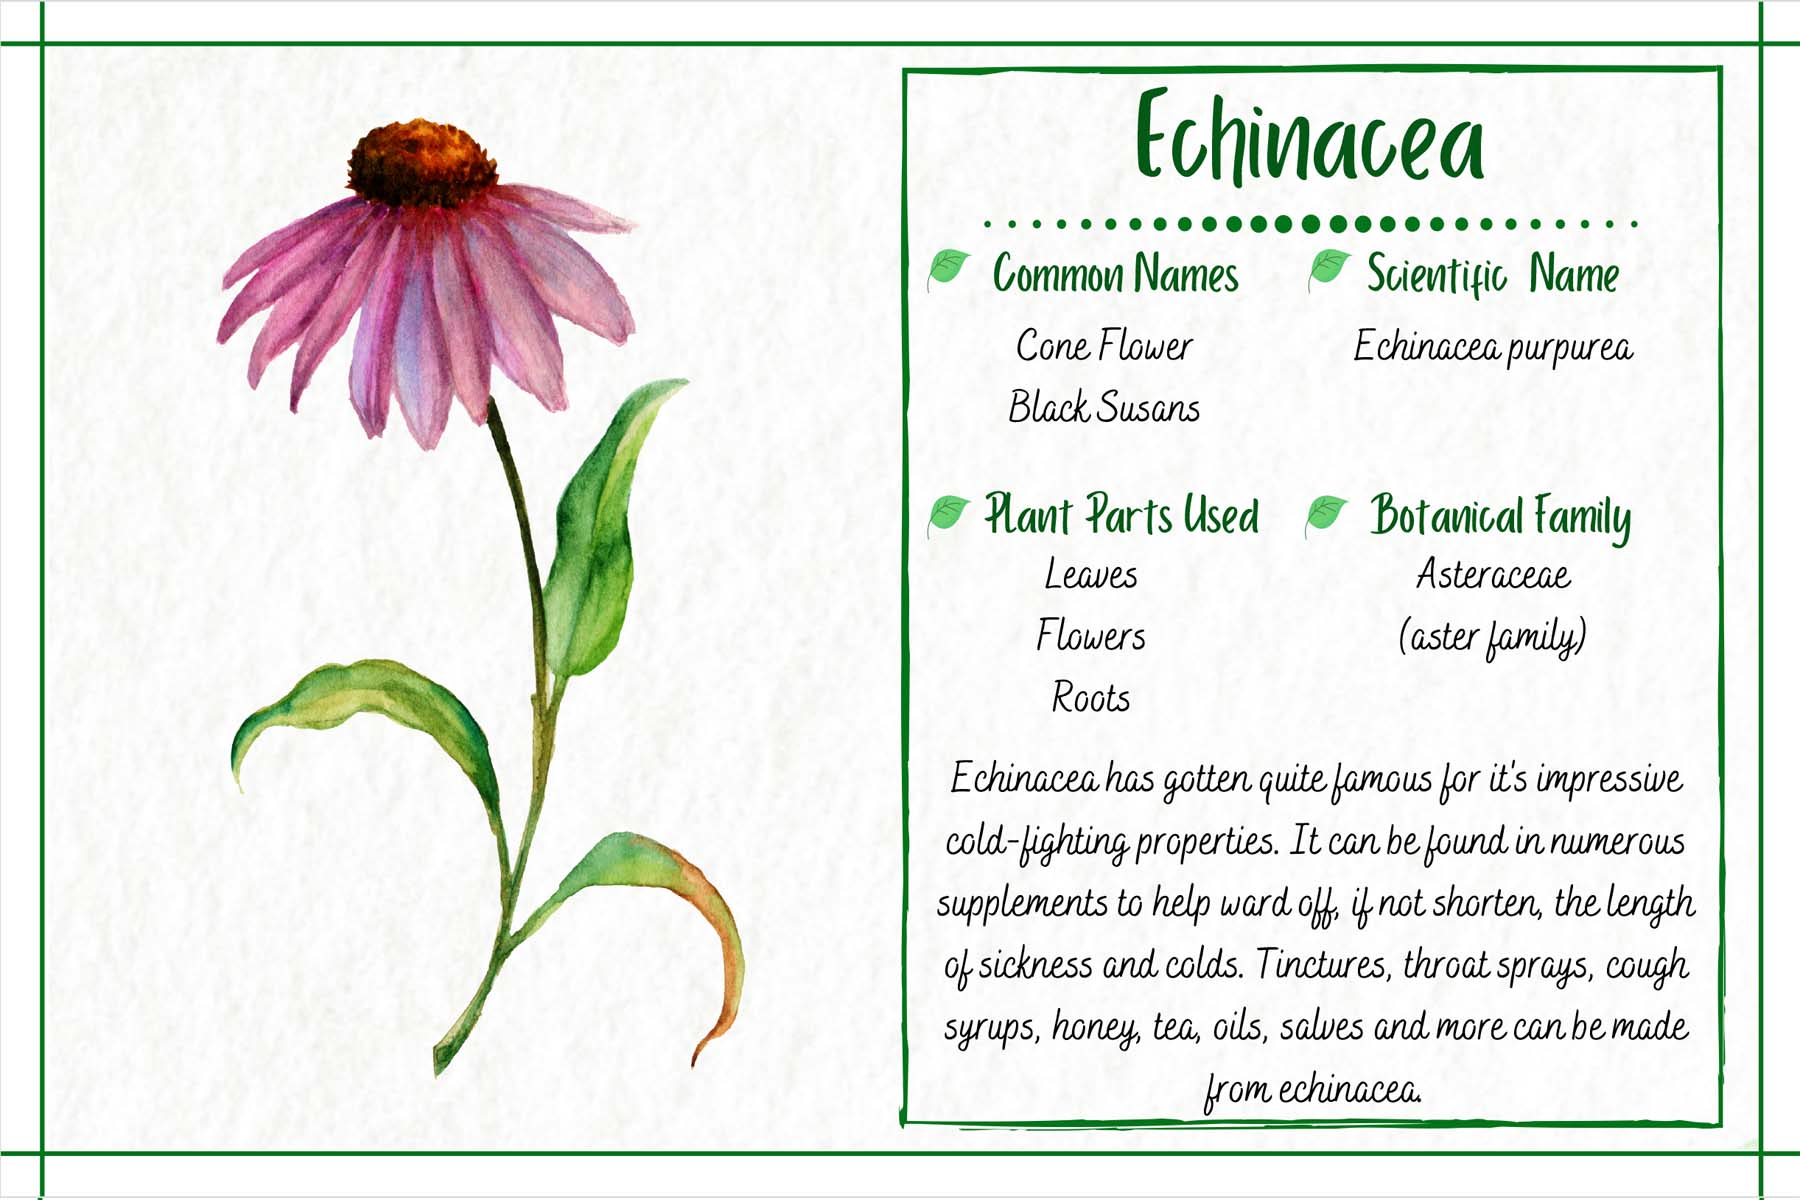 Echinacea
Common Names
Cone Flower
Black Susans
Scientific Name
Echinacea purpurea
Plant Parts Used
Leaves
Flowers
Roots
Botanical Family
Asteraceae
(aster family)
Echinacea has gotten quite famous for it's impressive
cold-fighting properties. It can be found in numerous
supplements to help ward off, if not shorten, the length
of sickness and colds. Tinctures, throat sprays, cough
syrups, honey, tea, oils, salves and more can be made
from echinacea.